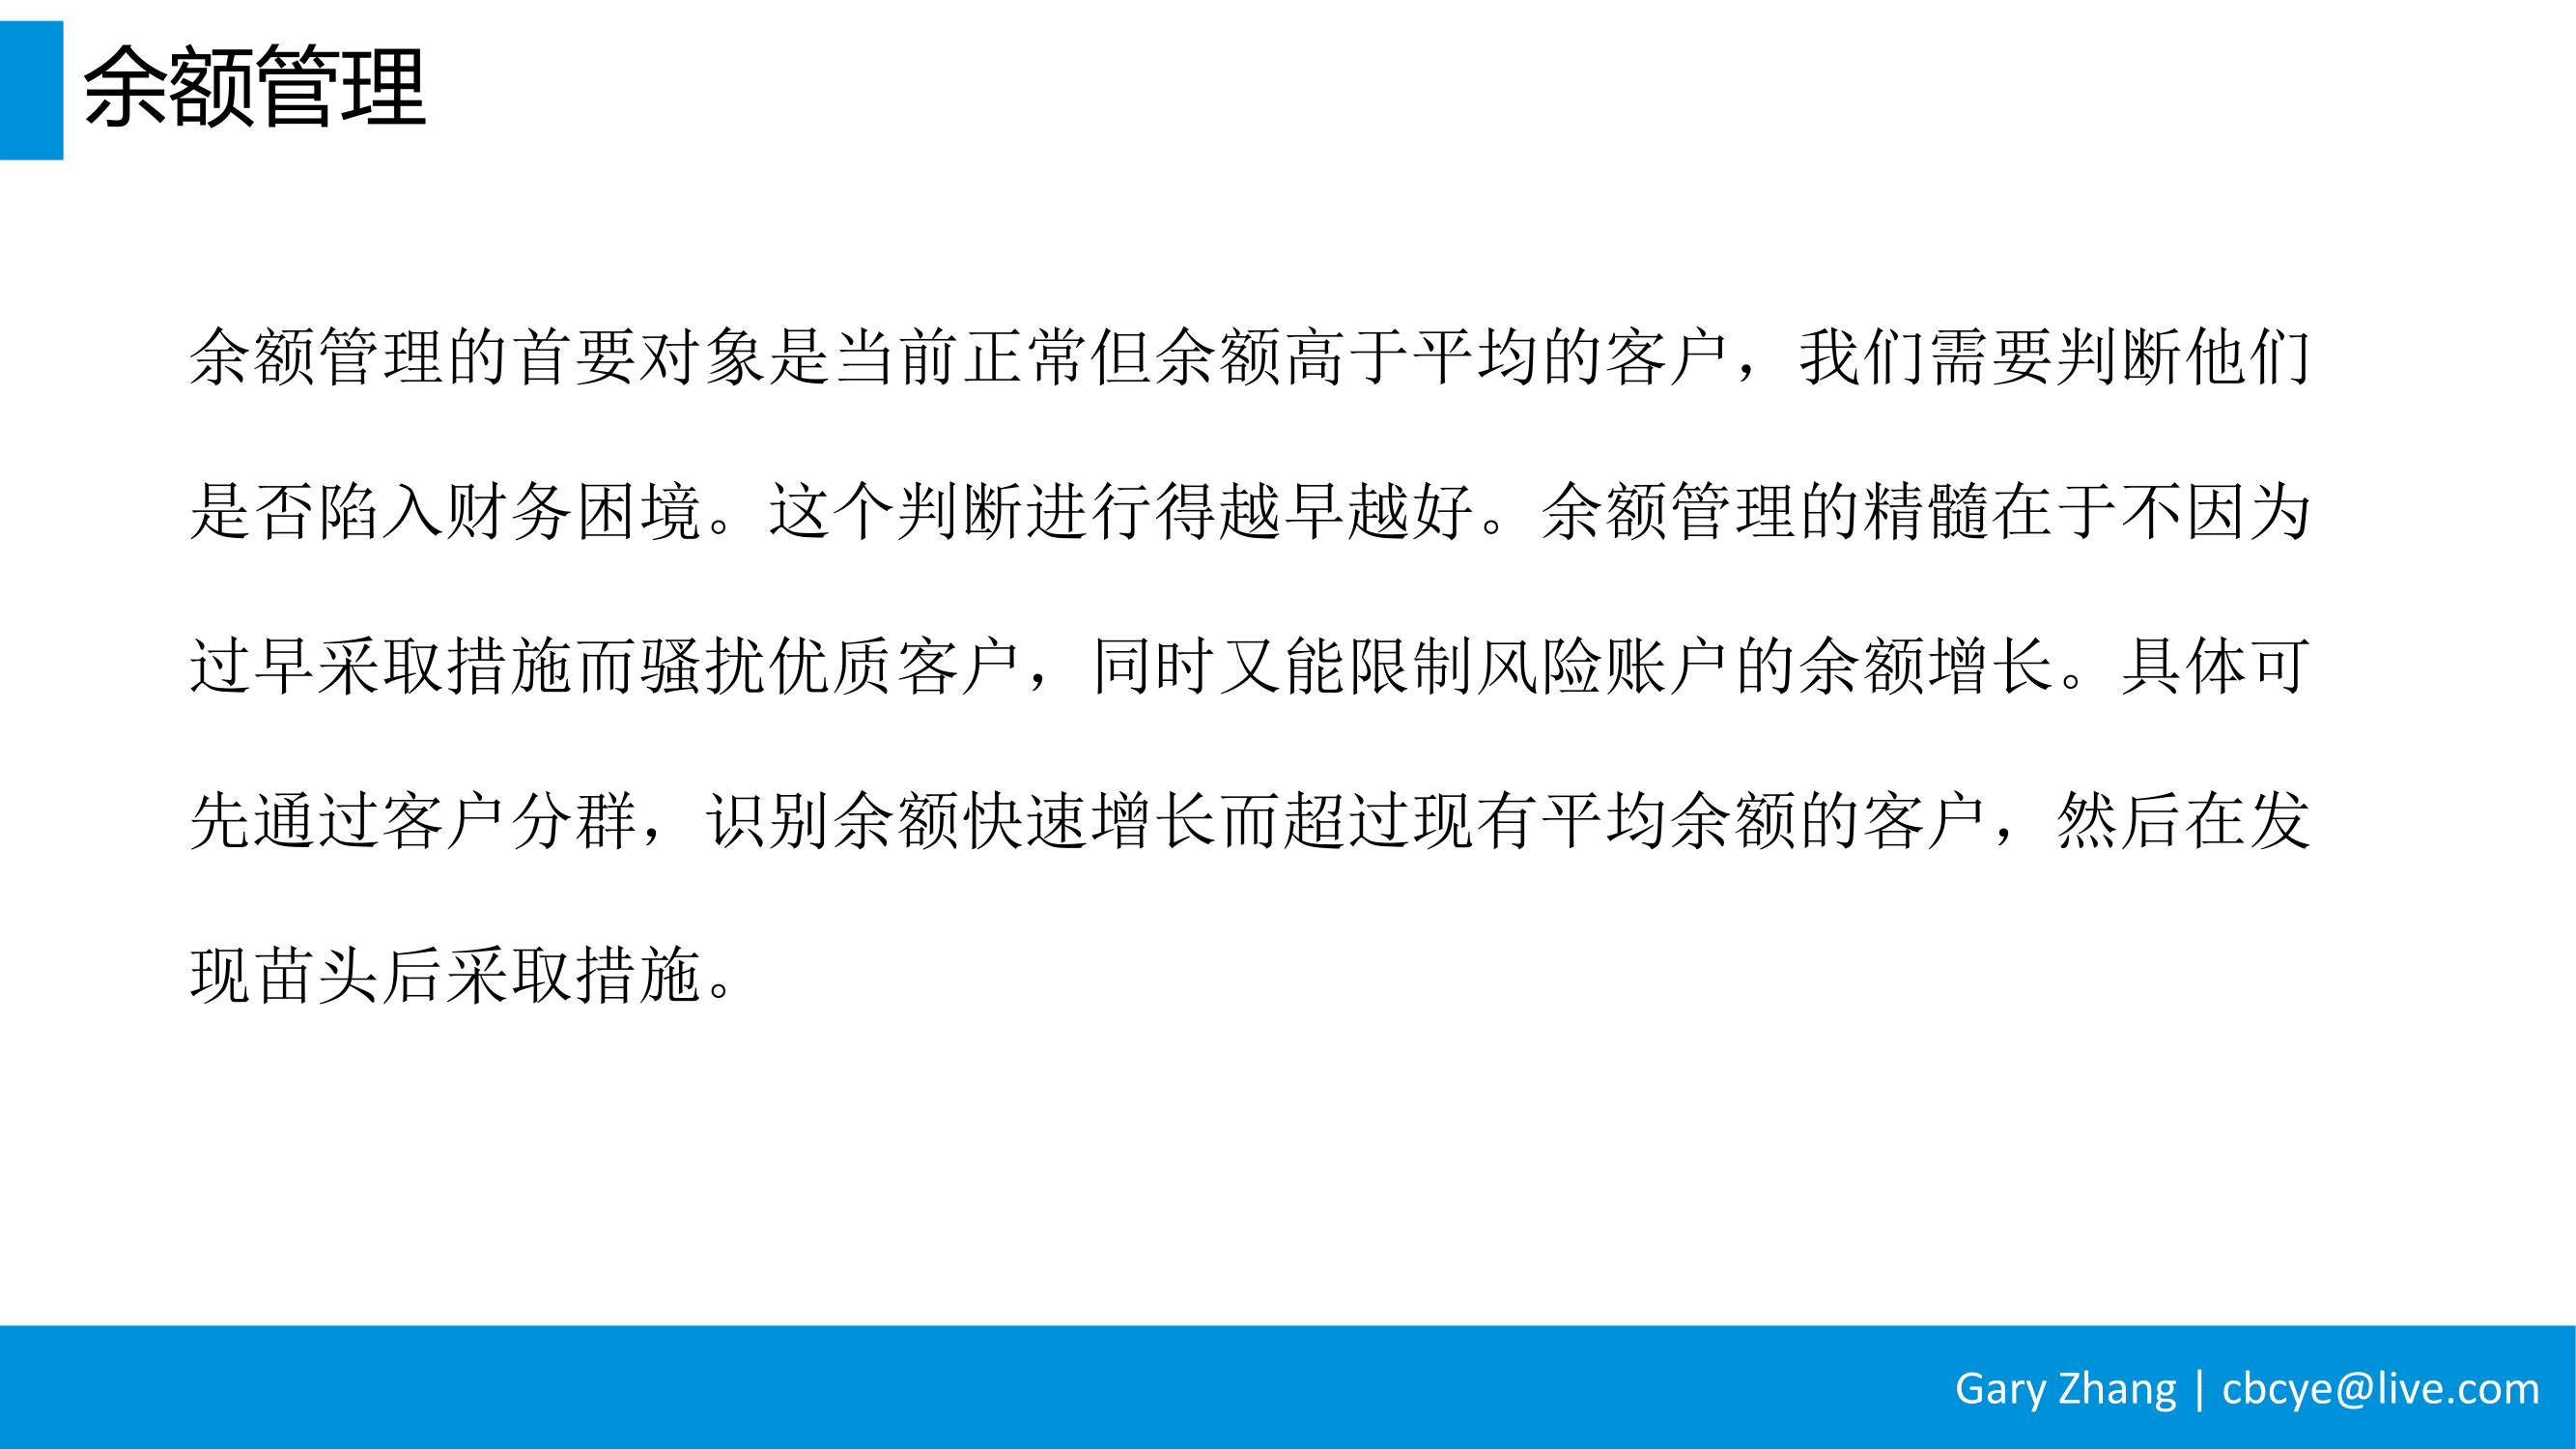 余额管理
余额管理的首要对象是当前正常但余额高于平均的客户，我们需要判断他们
是否陷入财务困境。这个判断进行得越早越好。余额管理的精髓在于不因为
过早采取措施而骚扰优质客户，同时又能限制风险账户的余额增长。具体可
先通过客户分群，识别余额快速增长而超过现有平均余额的客户，然后在发
现苗头后采取措施。
Gary Zhang | cbcye@live.com